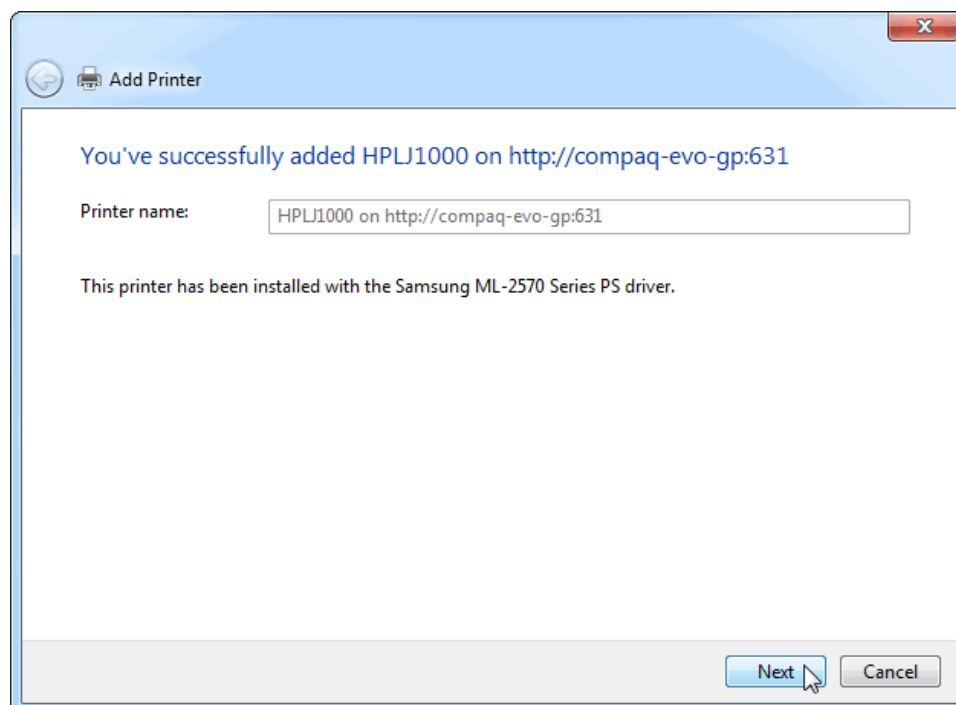 Add Printer
You've successfully added HPLJ1000 on http://compaq-evo-gp:631
Printer name: HPLJ1000 on http://compaq-evo-gp:631
This printer has been installed with the Samsung ML-2570 Series PS driver.
Next Cancel